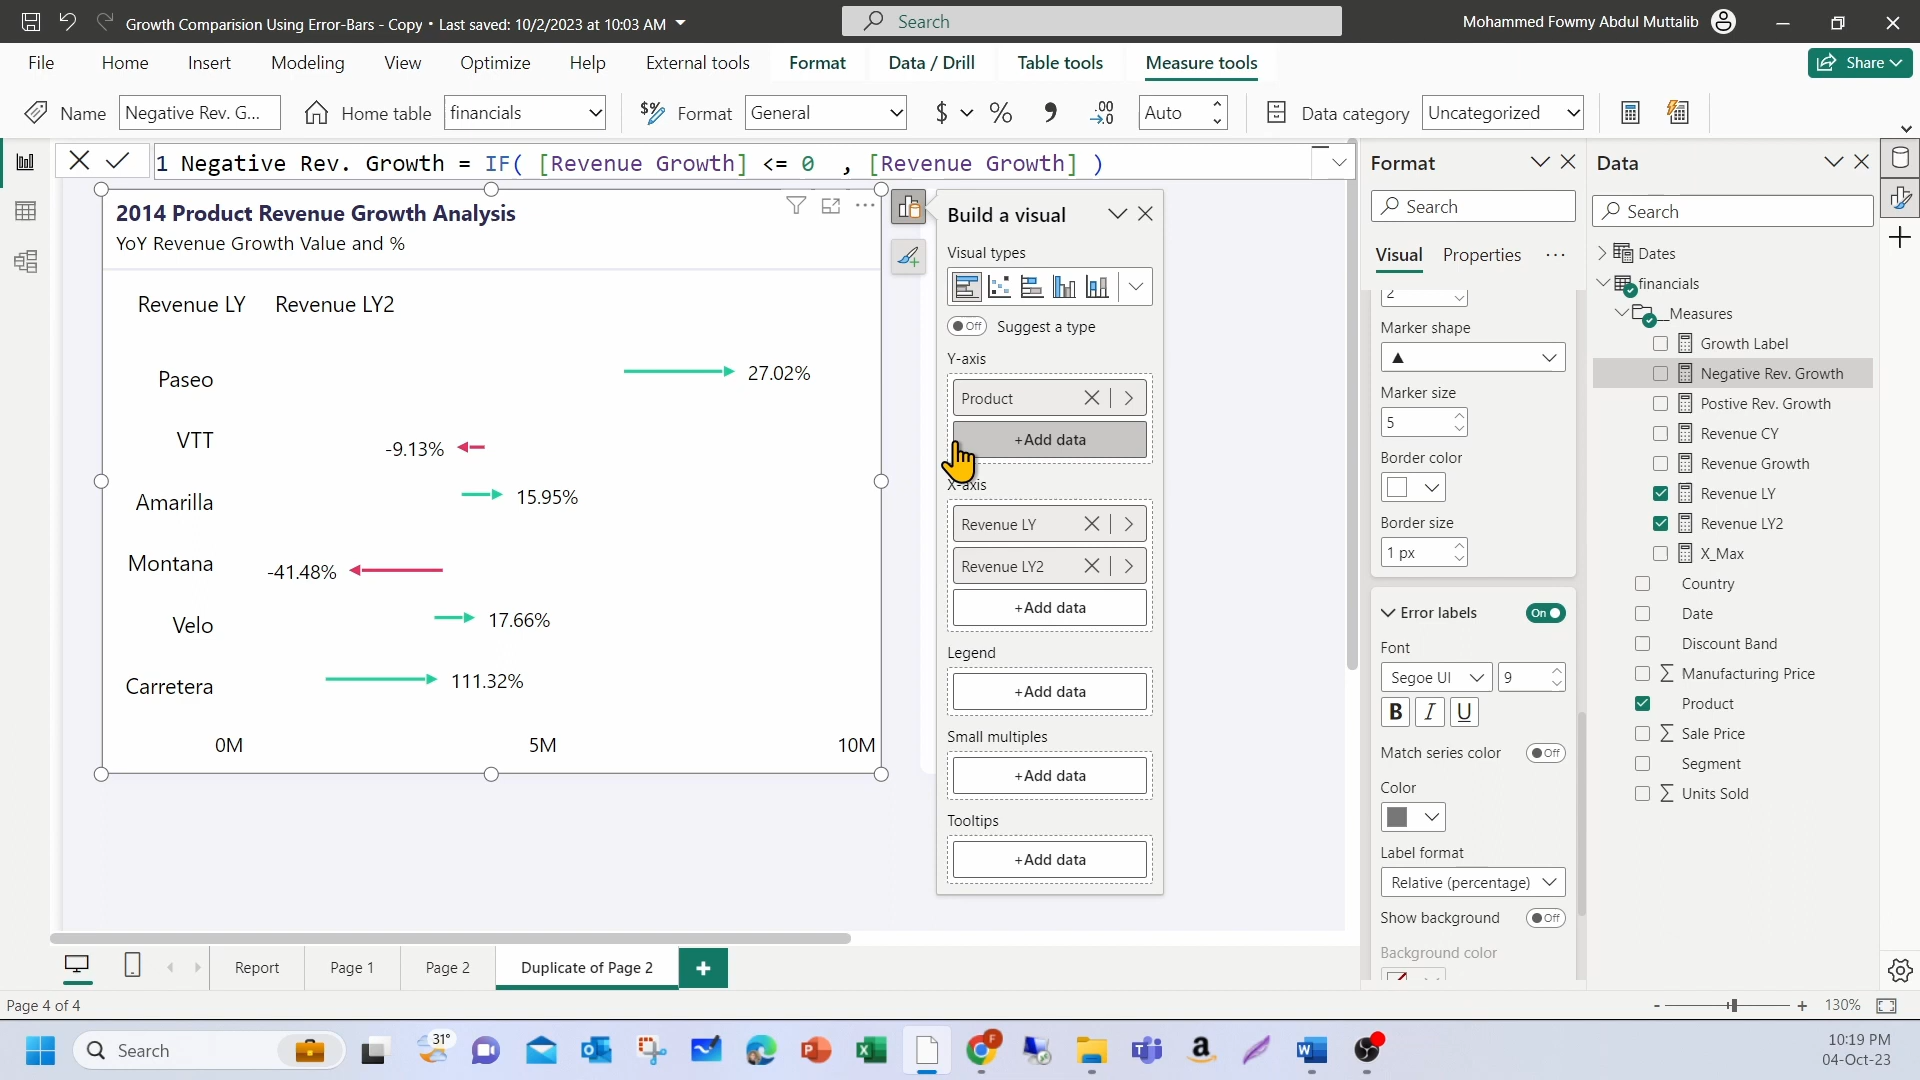 Growth Comparision Using Error-Bars - Copy • Last saved: 10/2/2023 at 10:03 AM
Search
Mohammed Fowmy Abdul Muttalib
File Home Insert Modeling View Optimize Help External tools Format Data / Drill Table tools Measure tools
Share
Name Negative Rev. G... Home table financials Format General $ % .00 Auto Data category Uncategorized
1 Negative Rev. Growth = IF( [Revenue Growth] <= 0 , [Revenue Growth] )
2014 Product Revenue Growth Analysis
YoY Revenue Growth Value and %
Revenue LY Revenue LY2
Paseo 27.02%
VTT -9.13%
Amarilla 15.95%
Montana -41.48%
Velo 17.66%
Carretera 111.32%
0M 5M 10M
Build a visual
Visual types
Off Suggest a type
Y-axis
Product
+Add data
X-axis
Revenue LY
Revenue LY2
+Add data
Legend
+Add data
Small multiples
+Add data
Tooltips
+Add data
Format
Search
Visual Properties
2
Marker shape
Marker size
5
Border color
Border size
1 px
Error labels On
Font
Segoe UI 9
B I U
Match series color Off
Color
Label format
Relative (percentage)
Show background Off
Background color
Data
Search
Dates
financials
__Measures
Growth Label
Negative Rev. Growth
Postive Rev. Growth
Revenue CY
Revenue Growth
Revenue LY
Revenue LY2
X_Max
Country
Date
Discount Band
Manufacturing Price
Product
Sale Price
Segment
Units Sold
Report Page 1 Page 2 Duplicate of Page 2 +
Page 4 of 4
- + 130%
Search
31°
F
10:19 PM
04-Oct-23